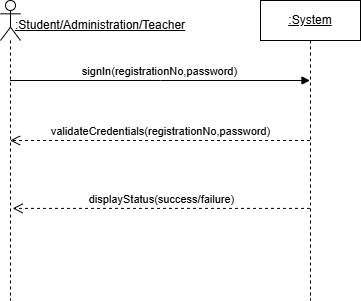 :Student/Administration/Teacher
:System
signIn(registrationNo,password)
validateCredentials(registrationNo,password)
displayStatus(success/failure)